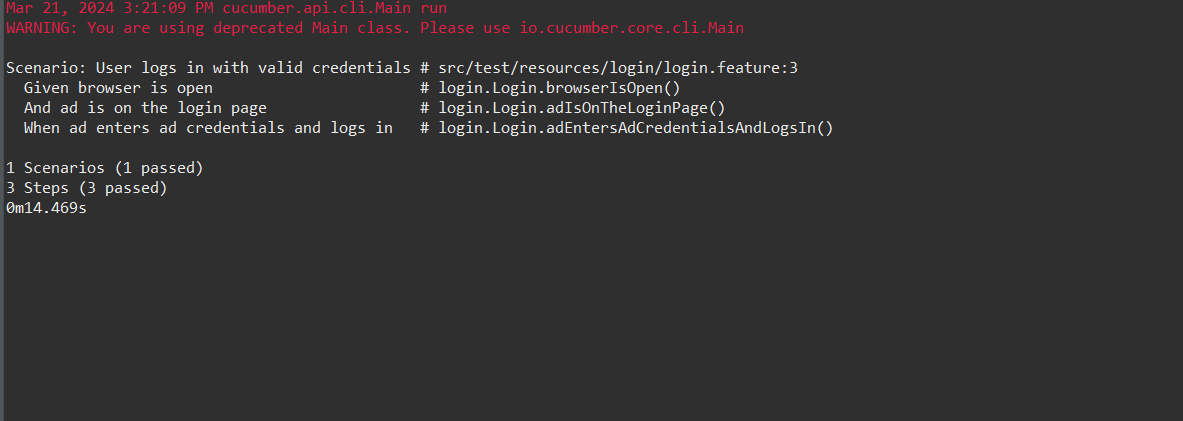 Mar 21, 2024 3:21:09 PM cucumber.api.cli.Main run
WARNING: You are using deprecated Main class. Please use io.cucumber.core.cli.Main
Scenario: User logs in with valid credentials # src/test/resources/login/login.feature:3
Given browser is open # login.Login.browserIsOpen()
And ad is on the login page # login.Login.adIsOnTheLoginPage()
When ad enters ad credentials and logs in # login.Login.adEntersAdCredentialsAndLogsIn()
1 Scenarios (1 passed)
3 Steps (3 passed)
0m14.469s